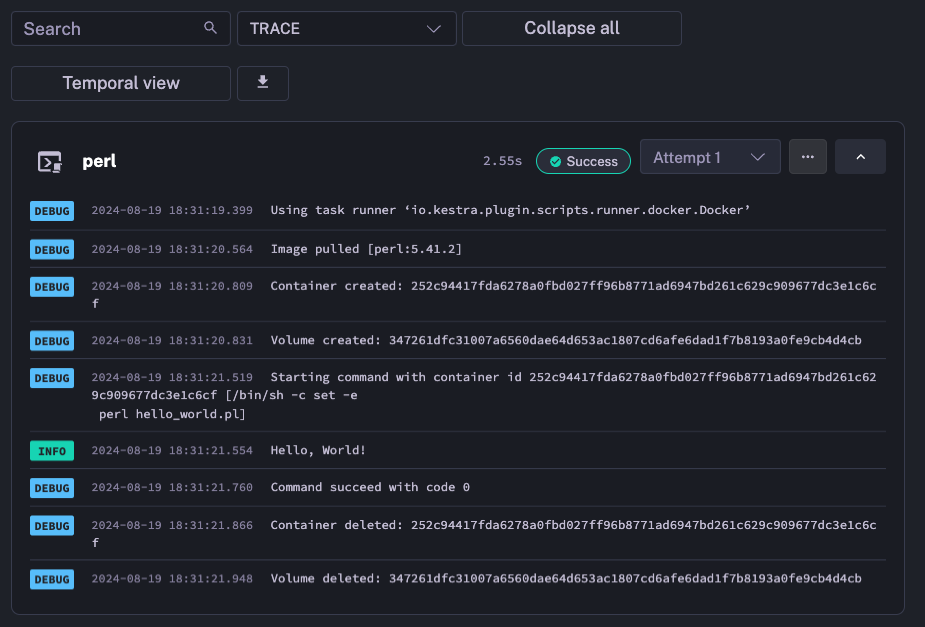 Search
TRACE
Collapse all
Temporal view
perl
2.55s
Success
Attempt 1
DEBUG 2024-08-19 18:31:19.399 Using task runner ‘io.kestra.plugin.scripts.runner.docker.Docker’
DEBUG 2024-08-19 18:31:20.564 Image pulled [perl:5.41.2]
DEBUG 2024-08-19 18:31:20.809 Container created: 252c94417fda6278a0fbd027ff96b8771ad6947bd261c629c909677dc3e1c6c
f
DEBUG 2024-08-19 18:31:20.831 Volume created: 347261dfc31007a6560dae64d653ac1807cd6afe6dad1f7b8193a0fe9cb4d4cb
DEBUG 2024-08-19 18:31:21.519 Starting command with container id 252c94417fda6278a0fbd027ff96b8771ad6947bd261c62
9c909677dc3e1c6cf [/bin/sh -c set -e
perl hello_world.pl]
INFO 2024-08-19 18:31:21.554 Hello, World!
DEBUG 2024-08-19 18:31:21.760 Command succeed with code 0
DEBUG 2024-08-19 18:31:21.866 Container deleted: 252c94417fda6278a0fbd027ff96b8771ad6947bd261c629c909677dc3e1c6c
f
DEBUG 2024-08-19 18:31:21.948 Volume deleted: 347261dfc31007a6560dae64d653ac1807cd6afe6dad1f7b8193a0fe9cb4d4cb